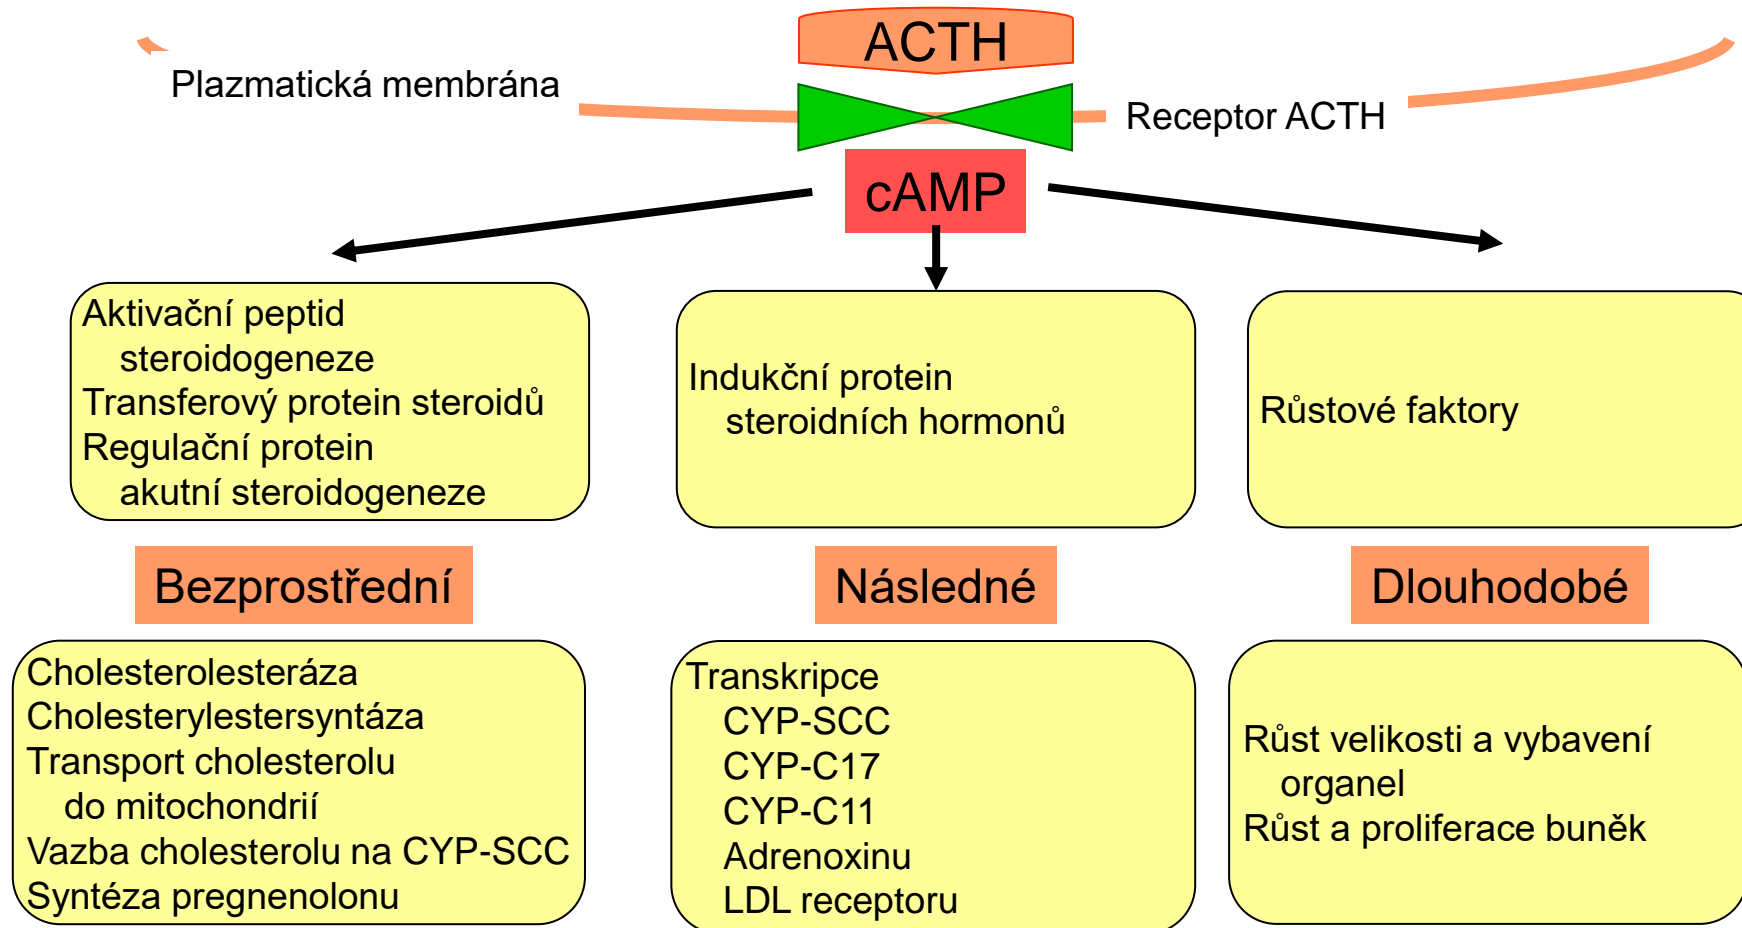 ACTH
Plazmatická membrána
Receptor ACTH
cAMP
Aktivační peptid
steroidogeneze
Transferový protein steroidů
Regulační protein
akutní steroidogeneze
Indukční protein
steroidních hormonů
Růstové faktory
Bezprostřední
Následné
Dlouhodobé
Cholesterolesteráza
Cholesterylestersyntáza
Transport cholesterolu
do mitochondrií
Vazba cholesterolu na CYP-SCC
Syntéza pregnenolonu
Transkripce
CYP-SCC
CYP-C17
CYP-C11
Adrenoxinu
LDL receptoru
Růst velikosti a vybavení
organel
Růst a proliferace buněk